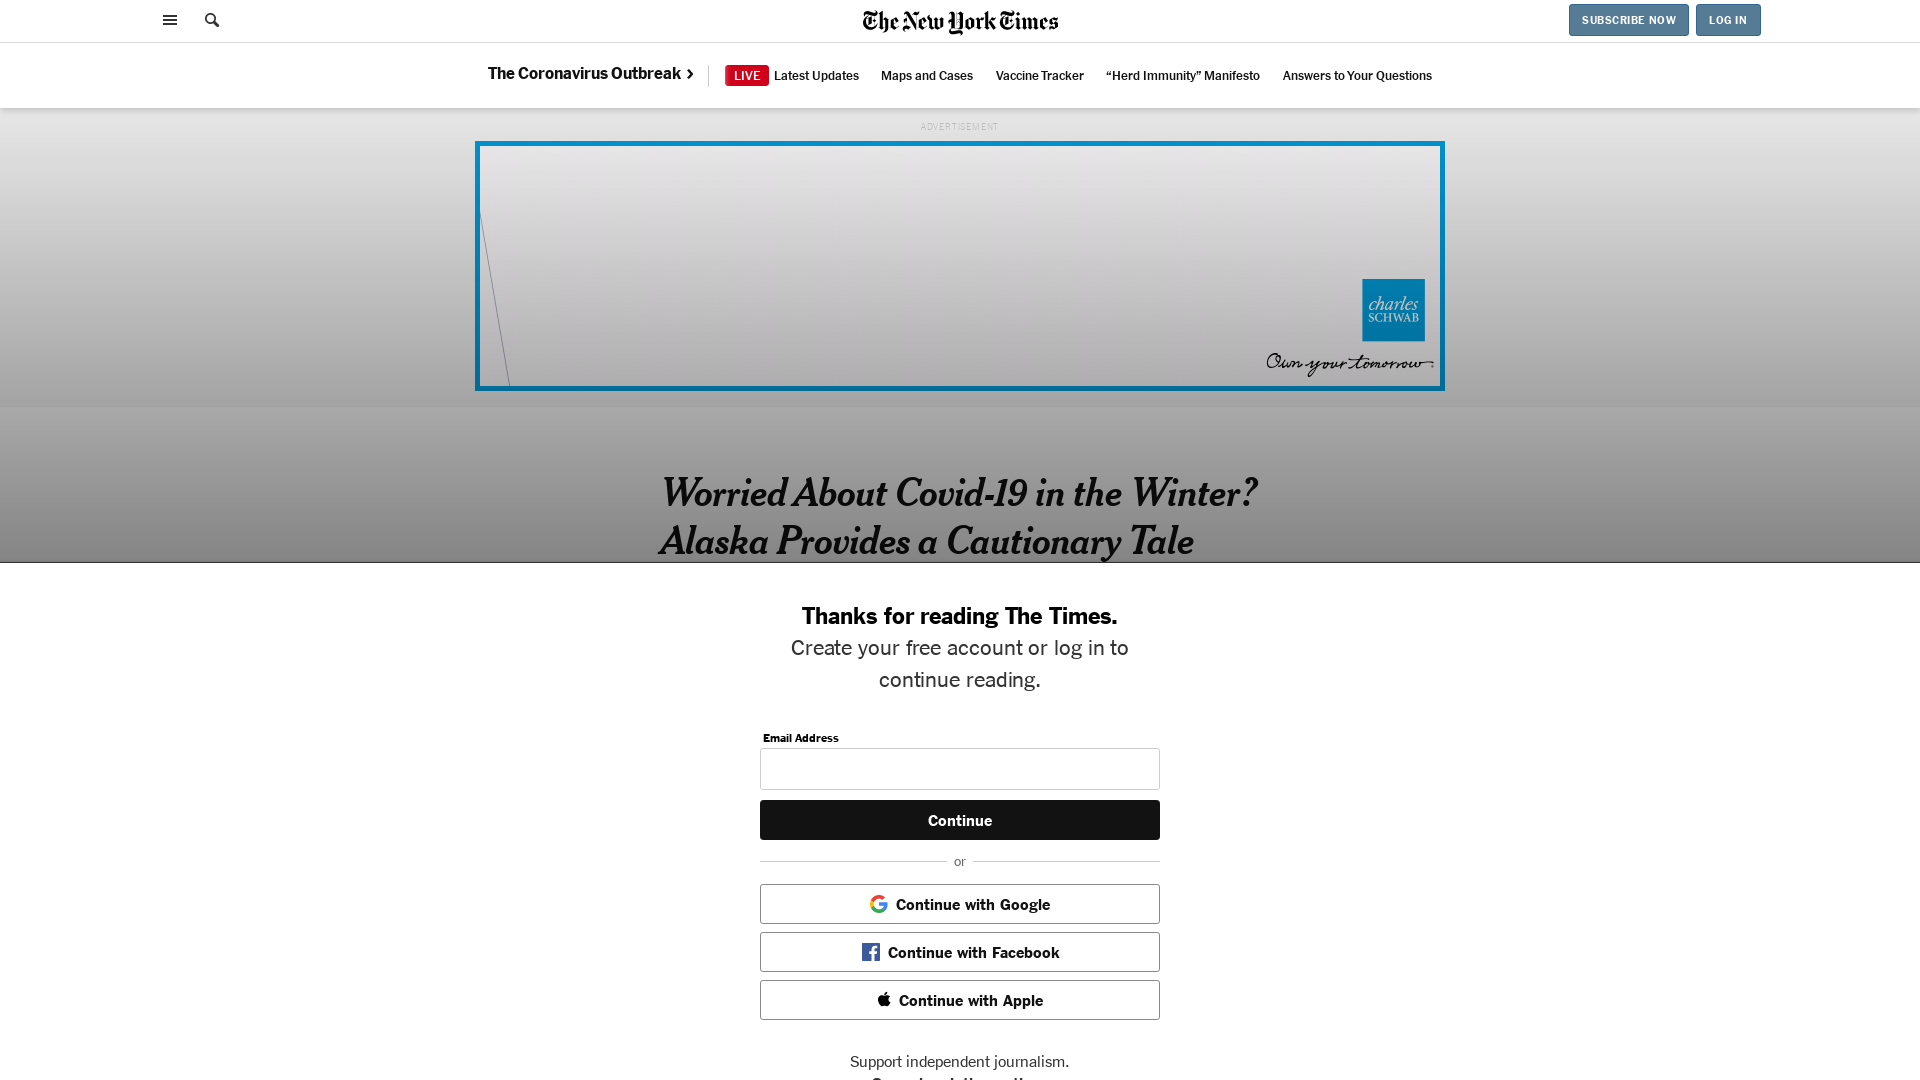 The New York Times
SUBSCRIBE NOW
LOG IN
The Coronavirus Outbreak
LIVE Latest Updates
Maps and Cases
Vaccine Tracker
“Herd Immunity” Manifesto
Answers to Your Questions
ADVERTISEMENT
charles
SCHWAB
Own your tomorrow.
Worried About Covid-19 in the Winter?
Alaska Provides a Cautionary Tale
Thanks for reading The Times.
Create your free account or log in to
continue reading.
Email Address
Continue
or
Continue with Google
Continue with Facebook
Continue with Apple
Support independent journalism.